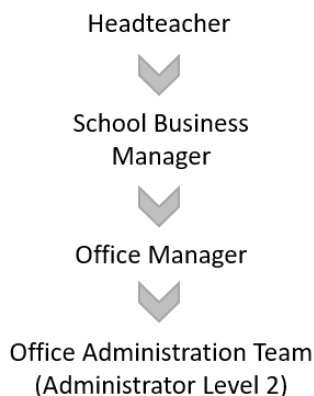 Headteacher
School Business
Manager
Office Manager
Office Administration Team
(Administrator Level 2)